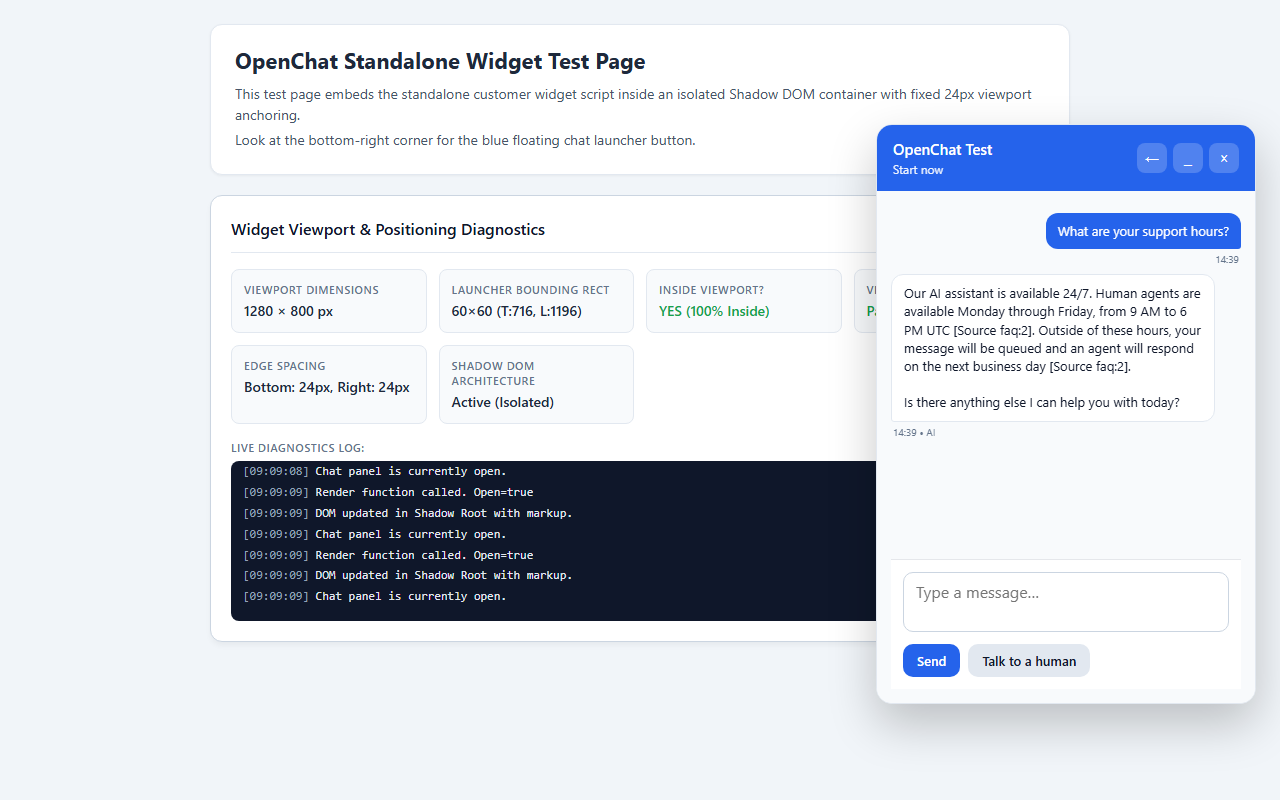 OpenChat Standalone Widget Test Page
This test page embeds the standalone customer widget script inside an isolated Shadow DOM container with fixed 24px viewport
anchoring.
Look at the bottom-right corner for the blue floating chat launcher button.
Widget Viewport & Positioning Diagnostics
VIEWPORT DIMENSIONS
1280 × 800 px
LAUNCHER BOUNDING RECT
60×60 (T:716, L:1196)
INSIDE VIEWPORT?
YES (100% Inside)
EDGE SPACING
Bottom: 24px, Right: 24px
SHADOW DOM
ARCHITECTURE
Active (Isolated)
LIVE DIAGNOSTICS LOG:
[09:09:08] Chat panel is currently open.
[09:09:09] Render function called. Open=true
[09:09:09] DOM updated in Shadow Root with markup.
[09:09:09] Chat panel is currently open.
[09:09:09] Render function called. Open=true
[09:09:09] DOM updated in Shadow Root with markup.
[09:09:09] Chat panel is currently open.
OpenChat Test
Start now
← _ ×
What are your support hours?
14:39
Our AI assistant is available 24/7. Human agents are
available Monday through Friday, from 9 AM to 6
PM UTC [Source faq:2]. Outside of these hours, your
message will be queued and an agent will respond
on the next business day [Source faq:2].
Is there anything else I can help you with today?
14:39 • AI
Type a message...
Send
Talk to a human